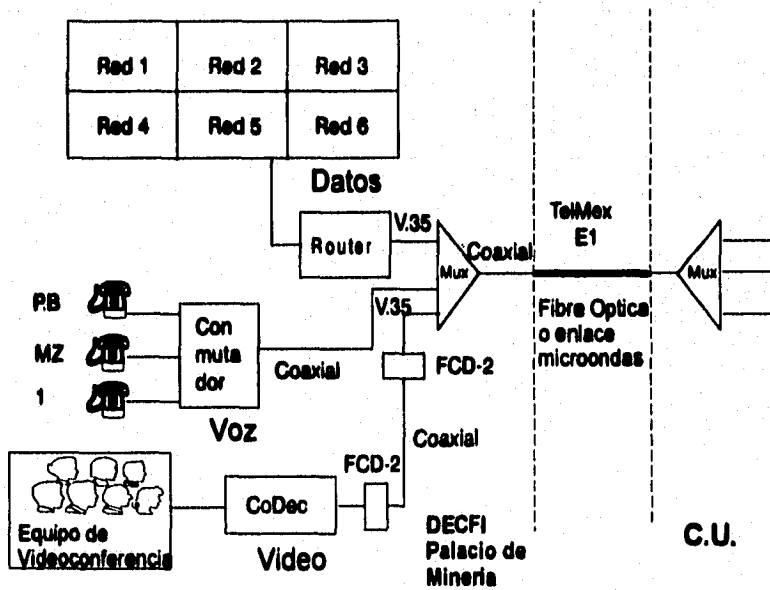 Red 1 Red 2 Red 3
Red 4 Red 5 Red 6
Datos
Router
V.35
Mux
Coaxial
TelMex
E1
Mux
V.35
Fibra Optica
o enlace
microondas
P.B
MZ
1
Con
muta
dor
Coaxial
Voz
FCD-2
Coaxial
FCD-2
CoDec
Equipo de
Videoconferencia
Video
DECFI
Palacio de
Mineria
C.U.